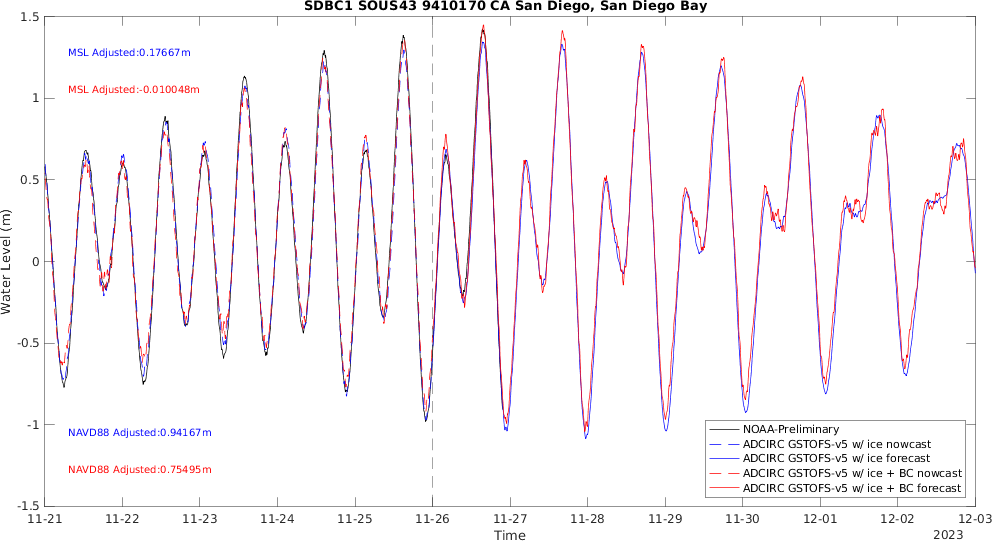 SDBC1 SOUS43 9410170 CA San Diego, San Diego Bay
1.5
1
0.5
0
-0.5
-1
-1.5
Water Level (m)
MSL Adjusted:0.17667m
MSL Adjusted:-0.010048m
NAVD88 Adjusted:0.94167m
NAVD88 Adjusted:0.75495m
NOAA-Preliminary
ADCIRC GSTOFS-v5 w/ ice nowcast
ADCIRC GSTOFS-v5 w/ ice forecast
ADCIRC GSTOFS-v5 w/ ice + BC nowcast
ADCIRC GSTOFS-v5 w/ ice + BC forecast
11-21 11-22 11-23 11-24 11-25 11-26 11-27 11-28 11-29 11-30 12-01 12-02 12-03
Time
2023